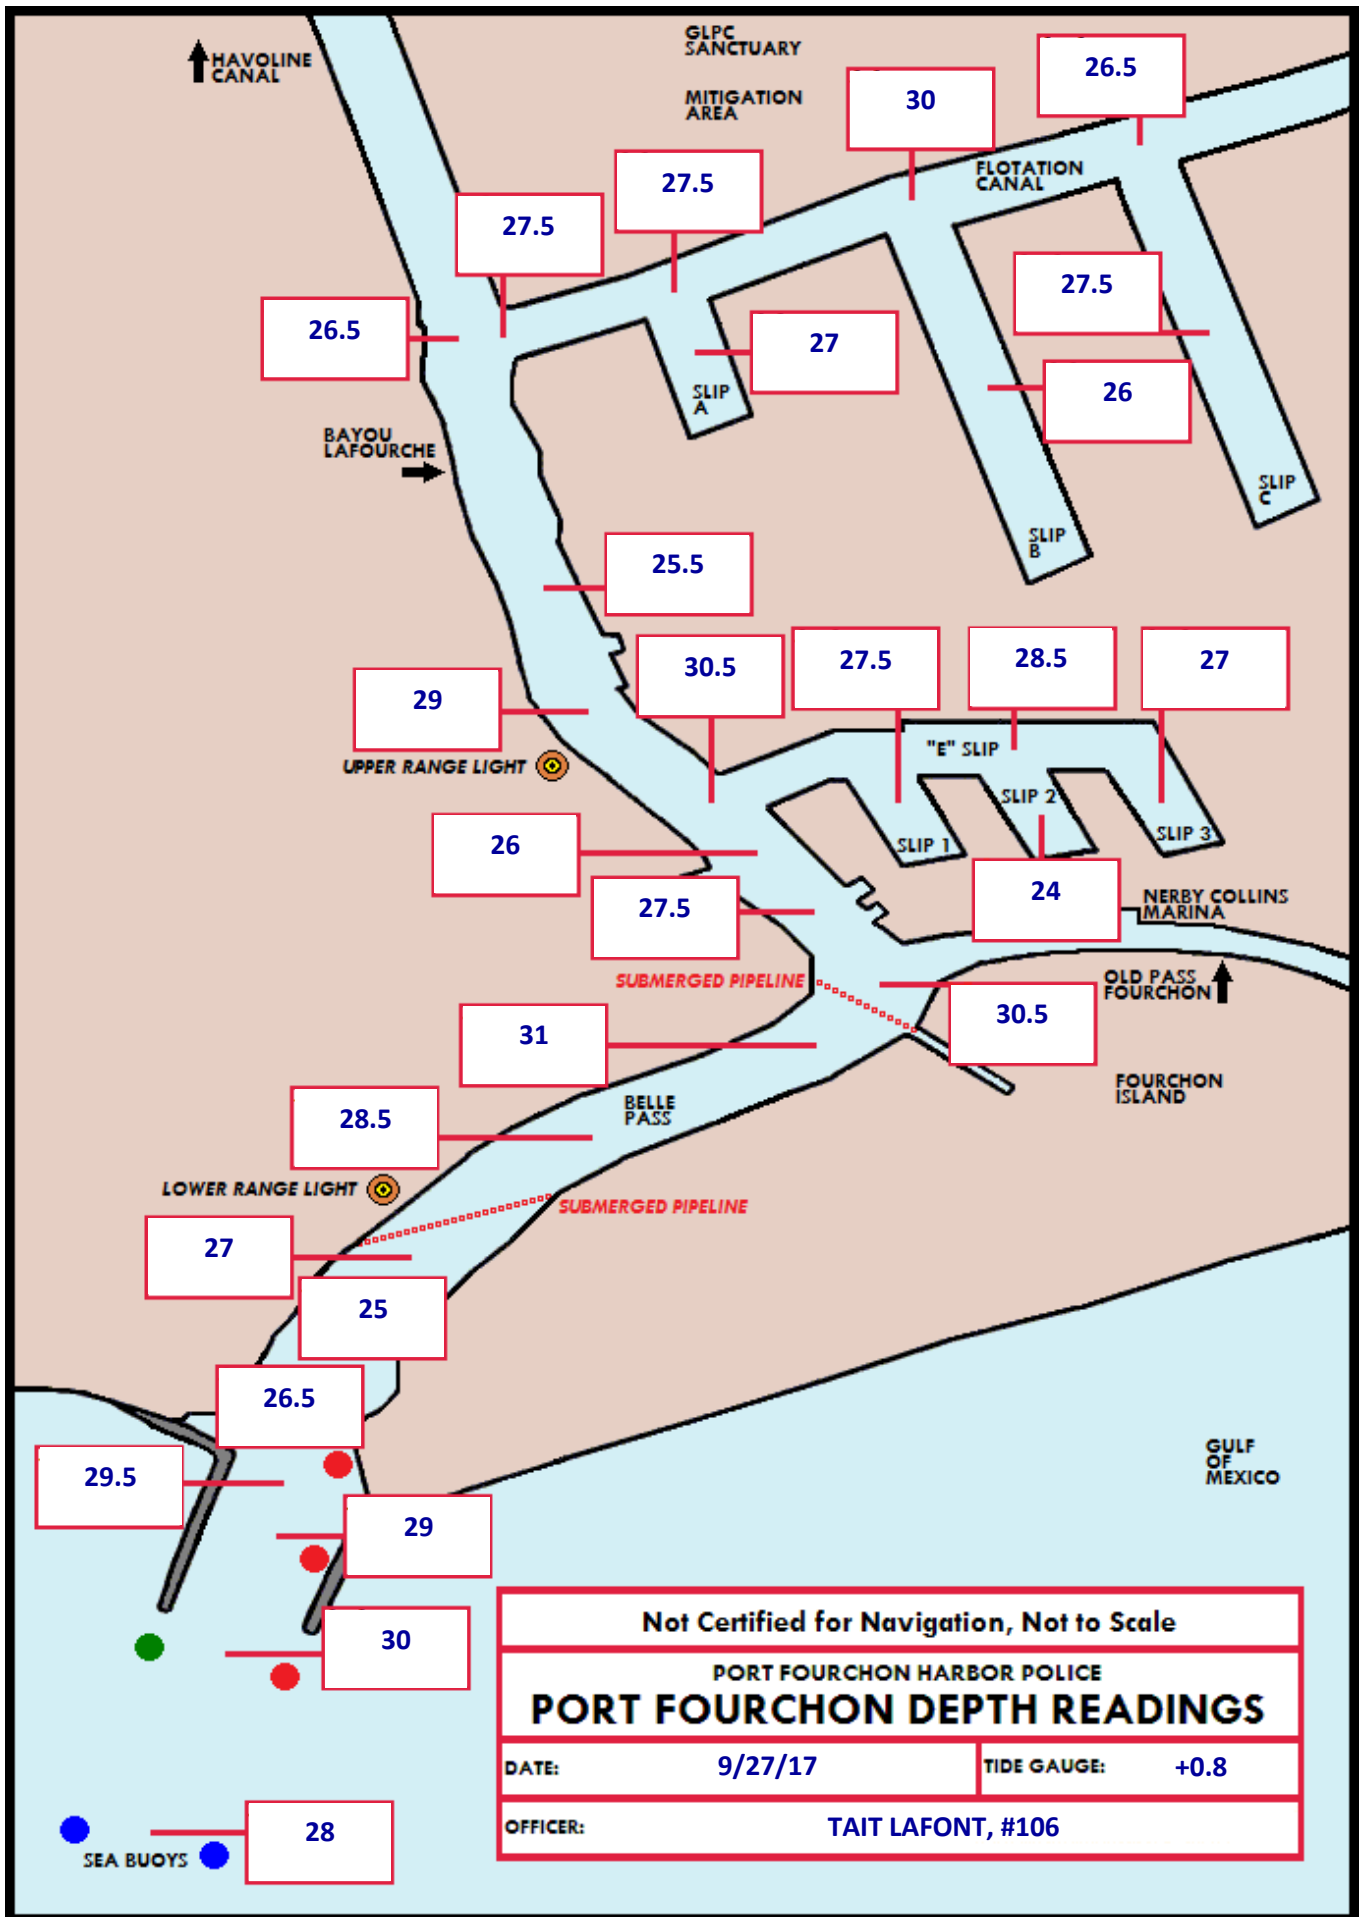 HAVOLINE
CANAL
GLPC
SANCTUARY
MITIGATION
AREA
26.5
30
FLOTATION
CANAL
27.5
27.5
27.5
26.5
27
26
SLIP
A
BAYOU
LAFOURCHE
SLIP
C
SLIP
B
25.5
30.5
27.5
28.5
27
29
"E" SLIP
UPPER RANGE LIGHT
SLIP 2
SLIP 1
SLIP 3
26
24
27.5
NERBY COLLINS
MARINA
SUBMERGED PIPELINE
OLD PASS
FOURCHON
30.5
31
FOURCHON
ISLAND
BELLE
PASS
28.5
LOWER RANGE LIGHT
SUBMERGED PIPELINE
27
25
26.5
GULF
OF
MEXICO
29.5
29
30
Not Certified for Navigation, Not to Scale
PORT FOURCHON HARBOR POLICE
PORT FOURCHON DEPTH READINGS
DATE: 9/27/17 TIDE GAUGE: +0.8
OFFICER: TAIT LAFONT, #106
28
SEA BUOYS